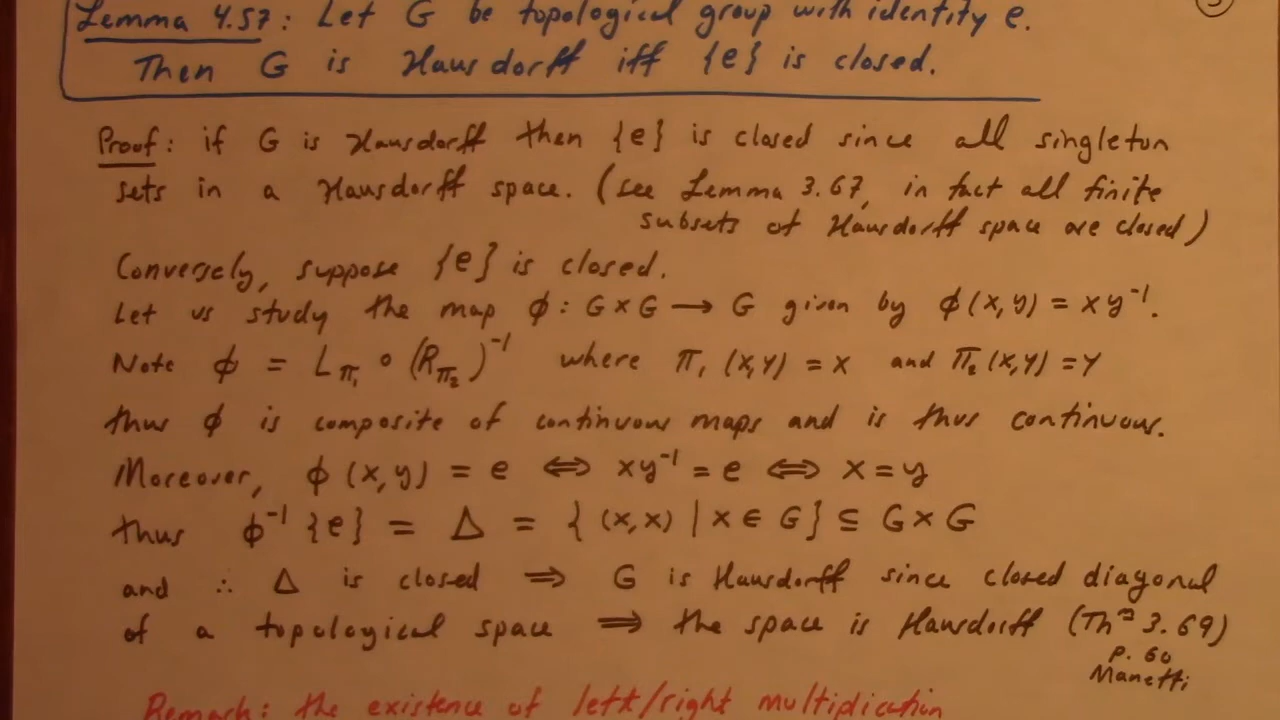 Lemma 4.57: Let G be topological group with identity e.
Then G is Hausdorff iff {e} is closed.
Proof: if G is Hausdorff then {e} is closed since all singleton
sets in a Hausdorff space. (see Lemma 3.67, in fact all finite
subsets of Hausdorff space are closed)
Conversely, suppose {e} is closed.
Let us study the map ϕ: G×G ⟶ G given by ϕ(x,y) = xy⁻¹.
Note ϕ = L_π₁ ∘ (R_π₂)⁻¹ where π₁(x,y) = x and π₂(x,y) = y
thus ϕ is composite of continuous maps and is thus continuous.
Moreover, ϕ(x,y) = e ⟺ xy⁻¹ = e ⟺ x = y
thus ϕ⁻¹{e} = Δ = {(x,x) | x ∈ G} ⊆ G×G
and ∴ Δ is closed ⟹ G is Hausdorff since closed diagonal
of a topological space ⟹ the space is Hausdorff (Thᵐ 3.69)
p. 60
Manetti
Remark: the existence of left/right multiplication